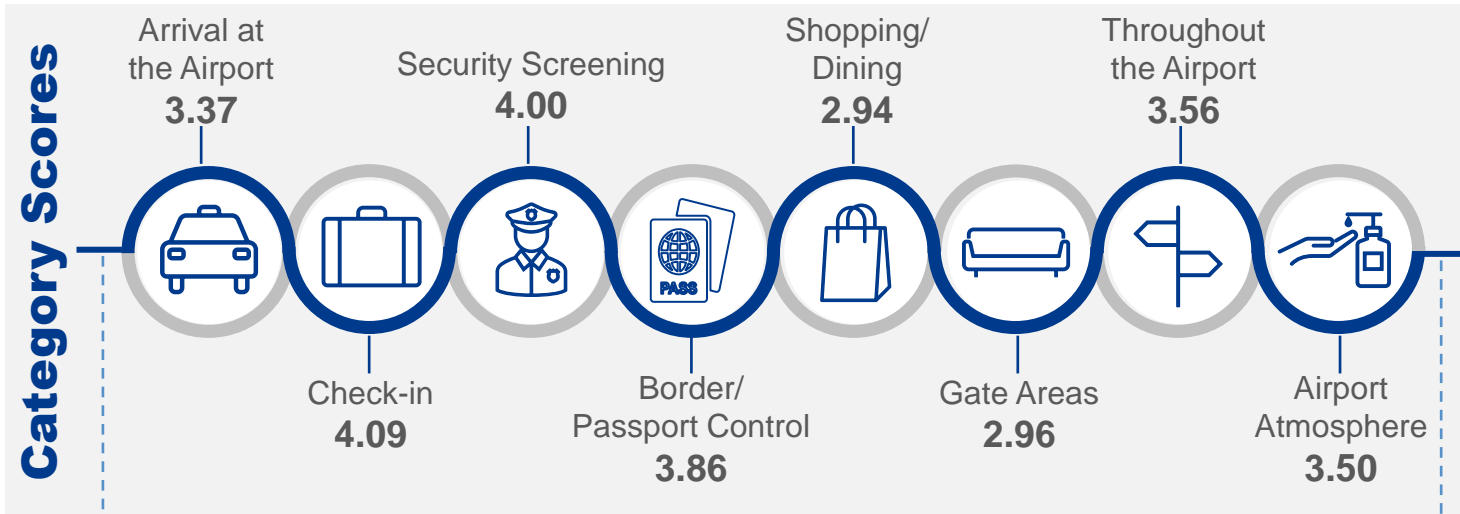 Category Scores
Arrival at
the Airport
3.37
Check-in
4.09
Security Screening
4.00
Border/
Passport Control
3.86
Shopping/
Dining
2.94
Gate Areas
2.96
Throughout
the Airport
3.56
Airport
Atmosphere
3.50
PASS